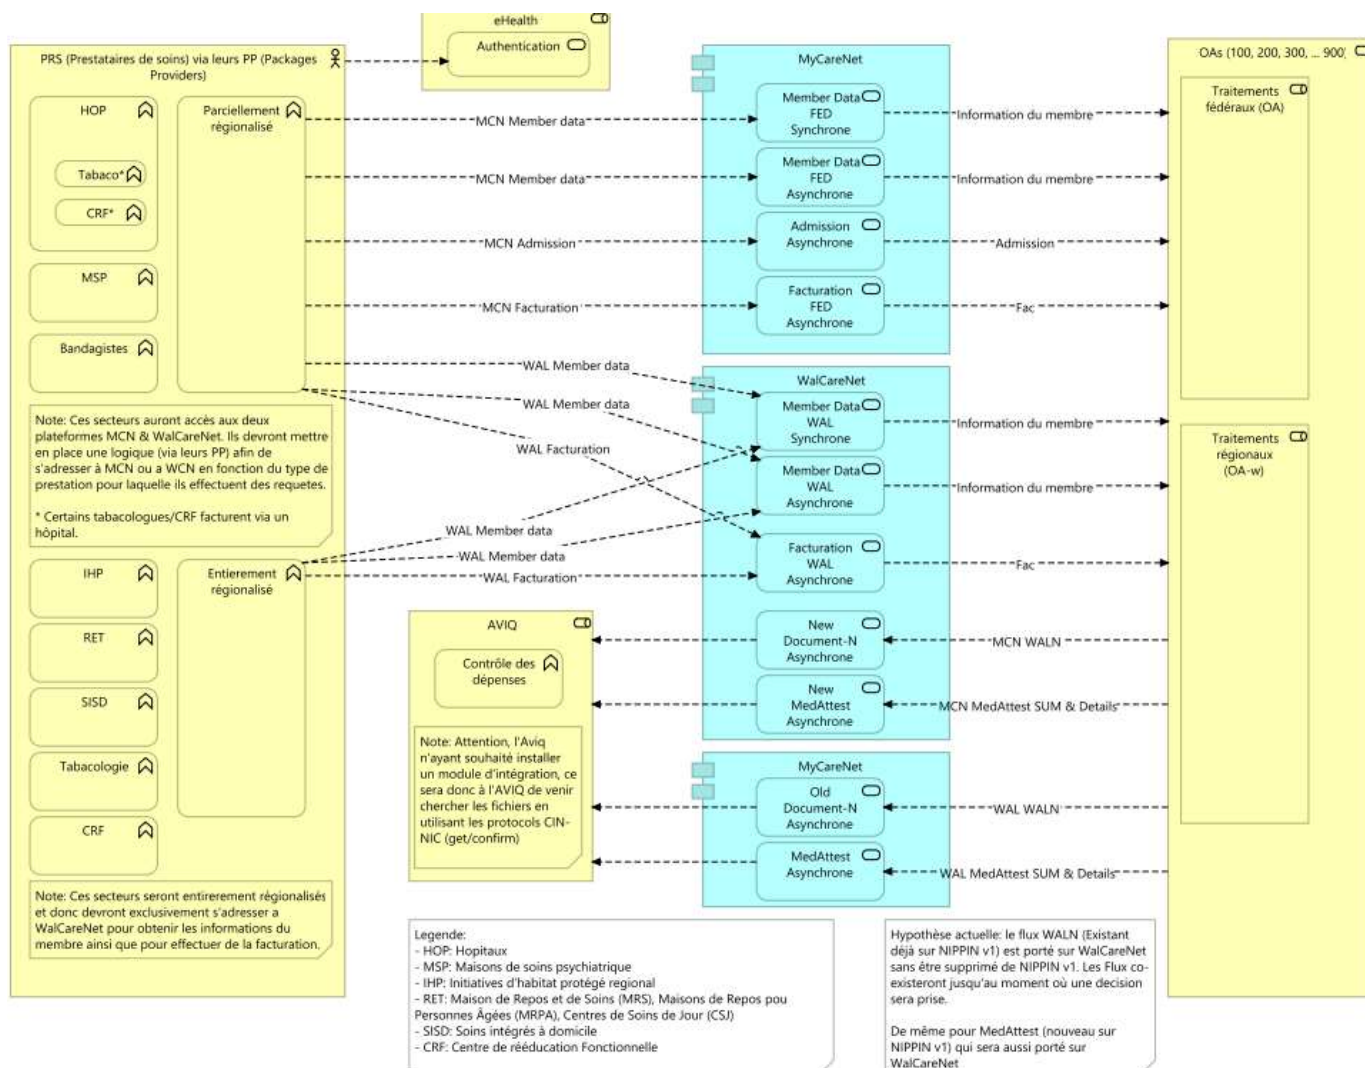 eHealth
Authentication
PRS (Prestataires de soins) via leurs PP (Packages
Providers)
HOP
Tabaco*
CRF*
MSP
Bandagistes
Parciellement
régionalisé
Note: Ces secteurs auront accès aux deux
plateformes MCN & WalCareNet. Ils devront mettre
en place une logique (via leurs PP) afin de
s'adresser à MCN ou a WCN en fonction du type de
prestation pour laquelle ils effectuent des requetes.
* Certains tabacologues/CRF facturent via un
hôpital.
IHP
RET
SISD
Tabacologie
CRF
Entierement
régionalisé
Note: Ces secteurs seront entirerement régionalisés
et donc devront exclusivement s'adresser a
WalCareNet pour obtenir les informations du
membre ainsi que pour effectuer de la facturation.
MCN Member data
MCN Member data
MCN Admission
MCN Facturation
WAL Member data
WAL Member data
WAL Facturation
WAL Member data
WAL Member data
WAL Facturation
MyCareNet
Member Data
FED
Synchrone
Member Data
FED
Asynchrone
Admission
Asynchrone
Facturation
FED
Asynchrone
WalCareNet
Member Data
WAL
Synchrone
Member Data
WAL
Asynchrone
Facturation
WAL
Asynchrone
New
Document-N
Asynchrone
New
MedAttest
Asynchrone
MyCareNet
Old
Document-N
Asynchrone
MedAttest
Asynchrone
AVIQ
Contrôle des
dépenses
Note: Attention, l'Aviq
n'ayant souhaité installer
un module d'intégration, ce
sera donc à l'AVIQ de venir
chercher les fichiers en
utilisant les protocols CIN-
NIC (get/confirm)
Information du membre
Information du membre
Admission
Fac
Information du membre
Information du membre
Fac
MCN WALN
MCN MedAttest SUM & Details
WAL WALN
WAL MedAttest SUM & Details
OAs (100, 200, 300, ... 900)
Traitements
fédéraux (OA)
Traitements
régionaux
(OA-w)
Legende:
- HOP: Hopitaux
- MSP: Maisons de soins psychiatrique
- IHP: Initiatives d'habitat protégé regional
- RET: Maison de Repos et de Soins (MRS), Maisons de Repos pou
Personnes Âgées (MRPA), Centres de Soins de Jour (CSJ)
- SISD: Soins intégrés à domicile
- CRF: Centre de rééducation Fonctionnelle
Hypothèse actuelle: le flux WALN (Existant
déjà sur NIPPIN v1) est porté sur WalCareNet
sans être supprimé de NIPPIN v1. Les Flux co-
existeront jusqu'au moment où une decision
sera prise.
De même pour MedAttest (nouveau sur
NIPPIN v1) qui sera aussi porté sur
WalCareNet